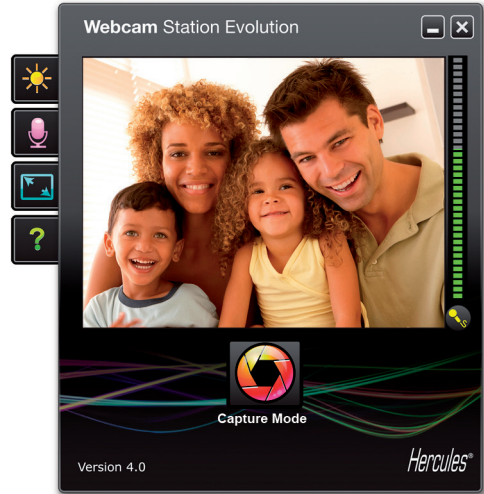 Webcam Station Evolution
?
S
Capture Mode
Version 4.0
Hercules®